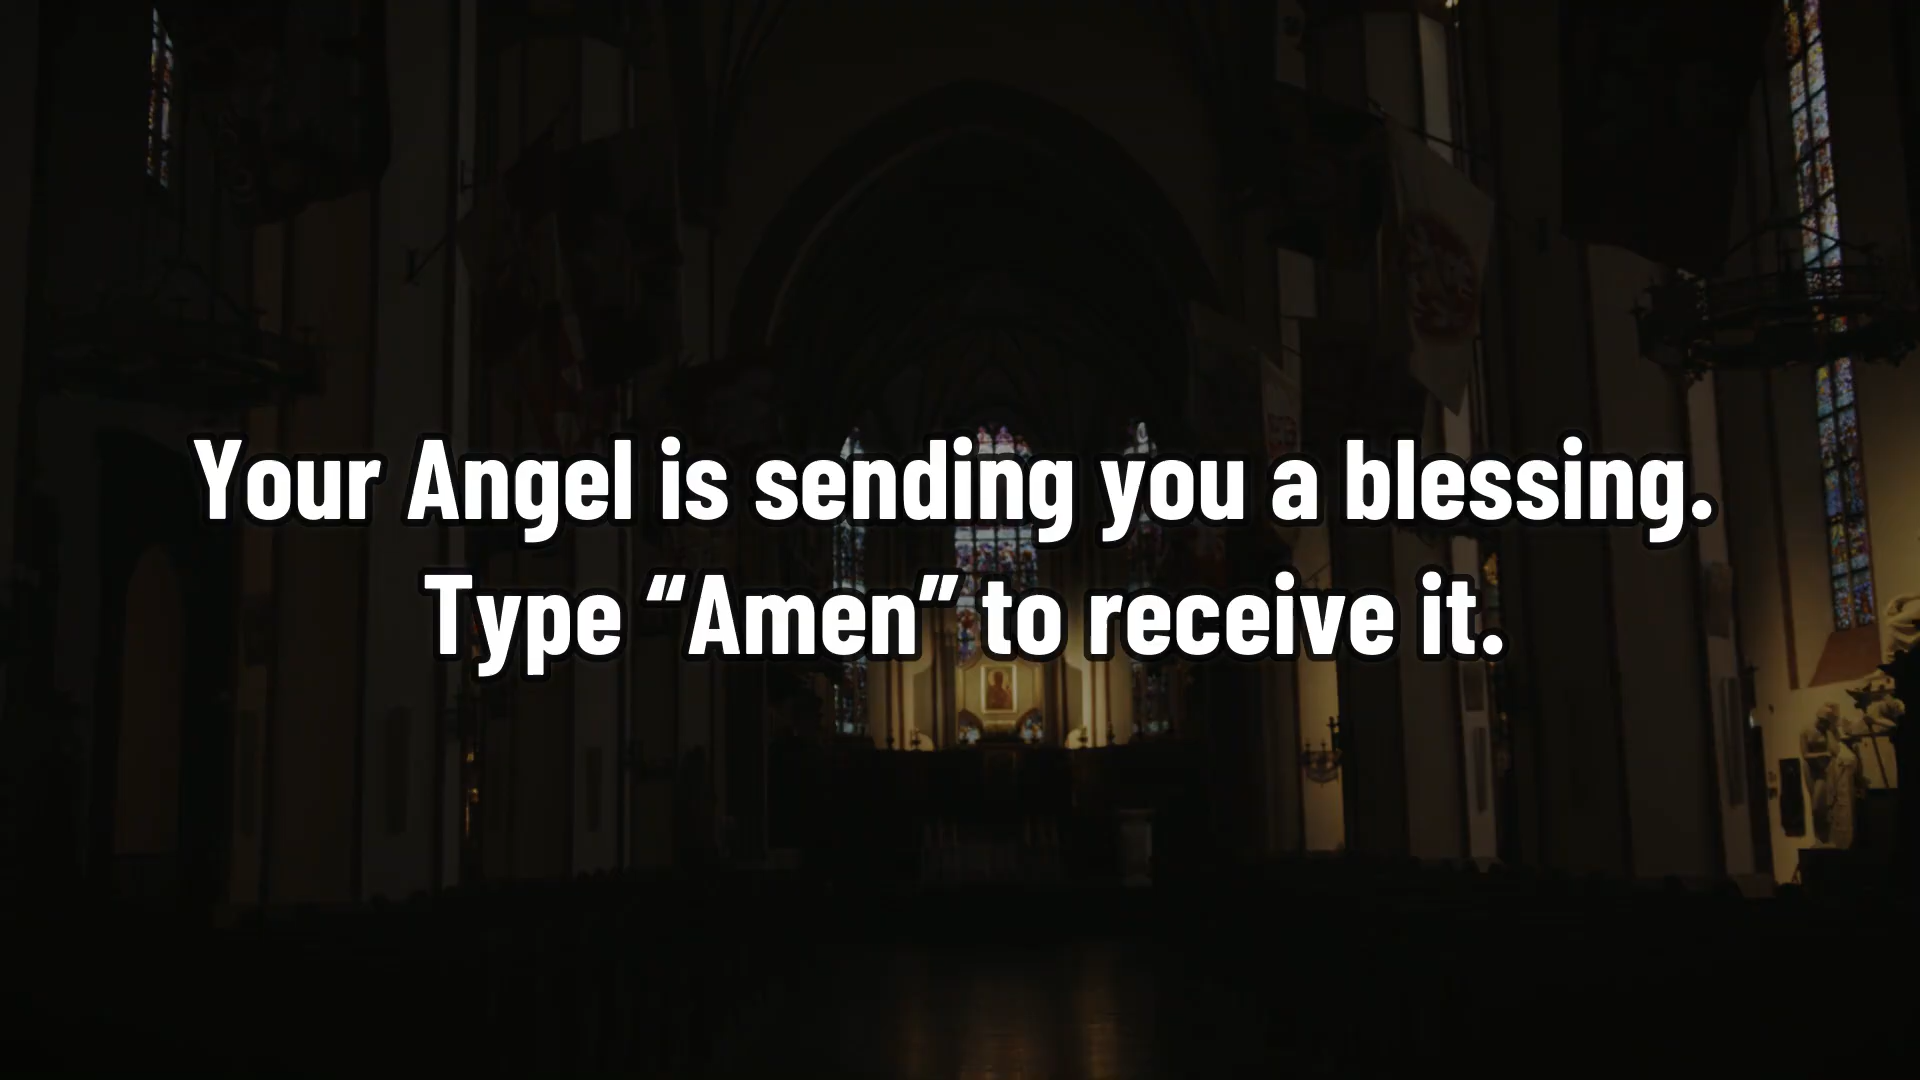 Your Angel is sending you a blessing.
Type “Amen” to receive it.